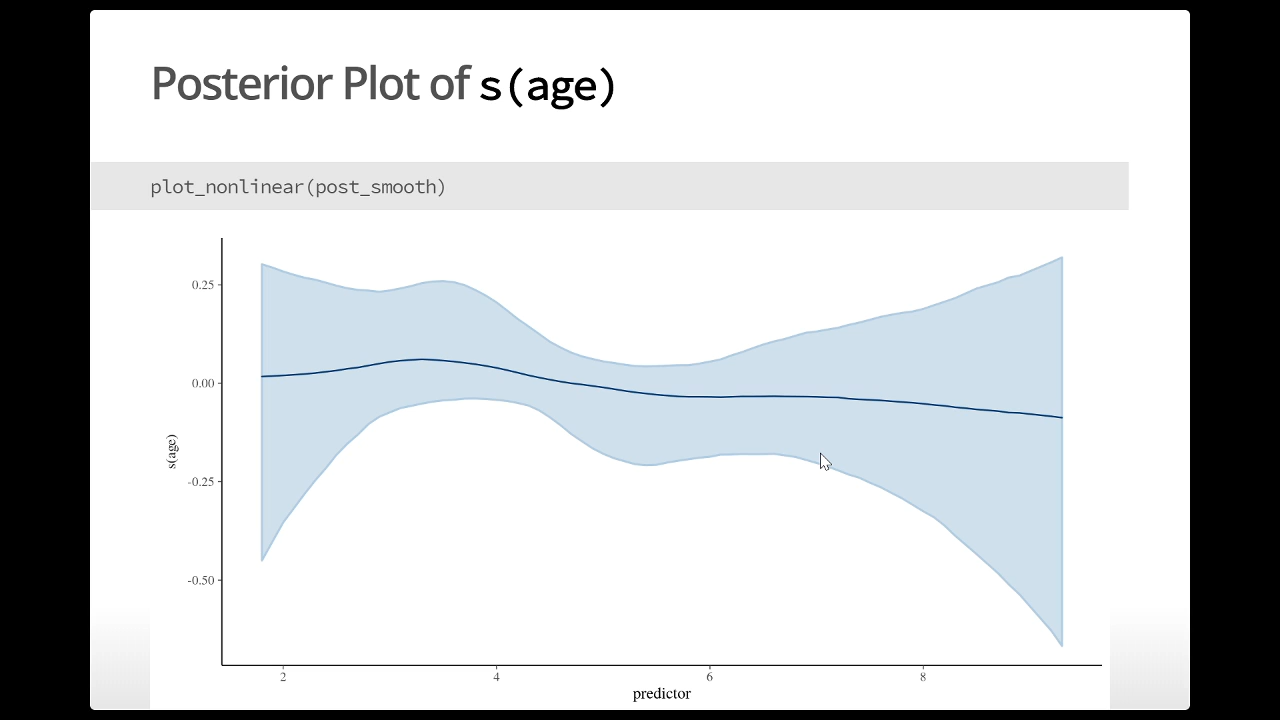 Posterior Plot of s(age)
plot_nonlinear(post_smooth)
0.25
0.00
-0.25
-0.50
s(age)
2 4 6 8
predictor